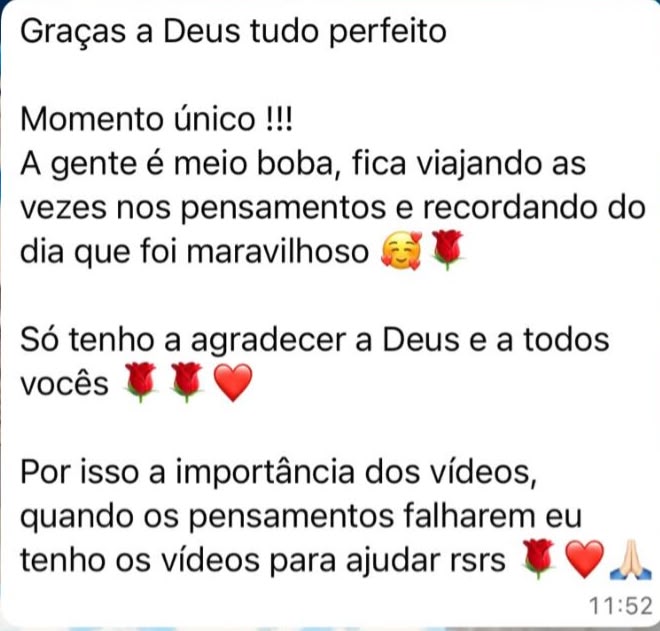 Graças a Deus tudo perfeito
Momento único !!!
A gente é meio boba, fica viajando as
vezes nos pensamentos e recordando do
dia que foi maravilhoso 🥰🌹
Só tenho a agradecer a Deus e a todos
vocês 🌹🌹❤️
Por isso a importância dos vídeos,
quando os pensamentos falharem eu
tenho os vídeos para ajudar rsrs 🌹❤️🙏🏻
11:52